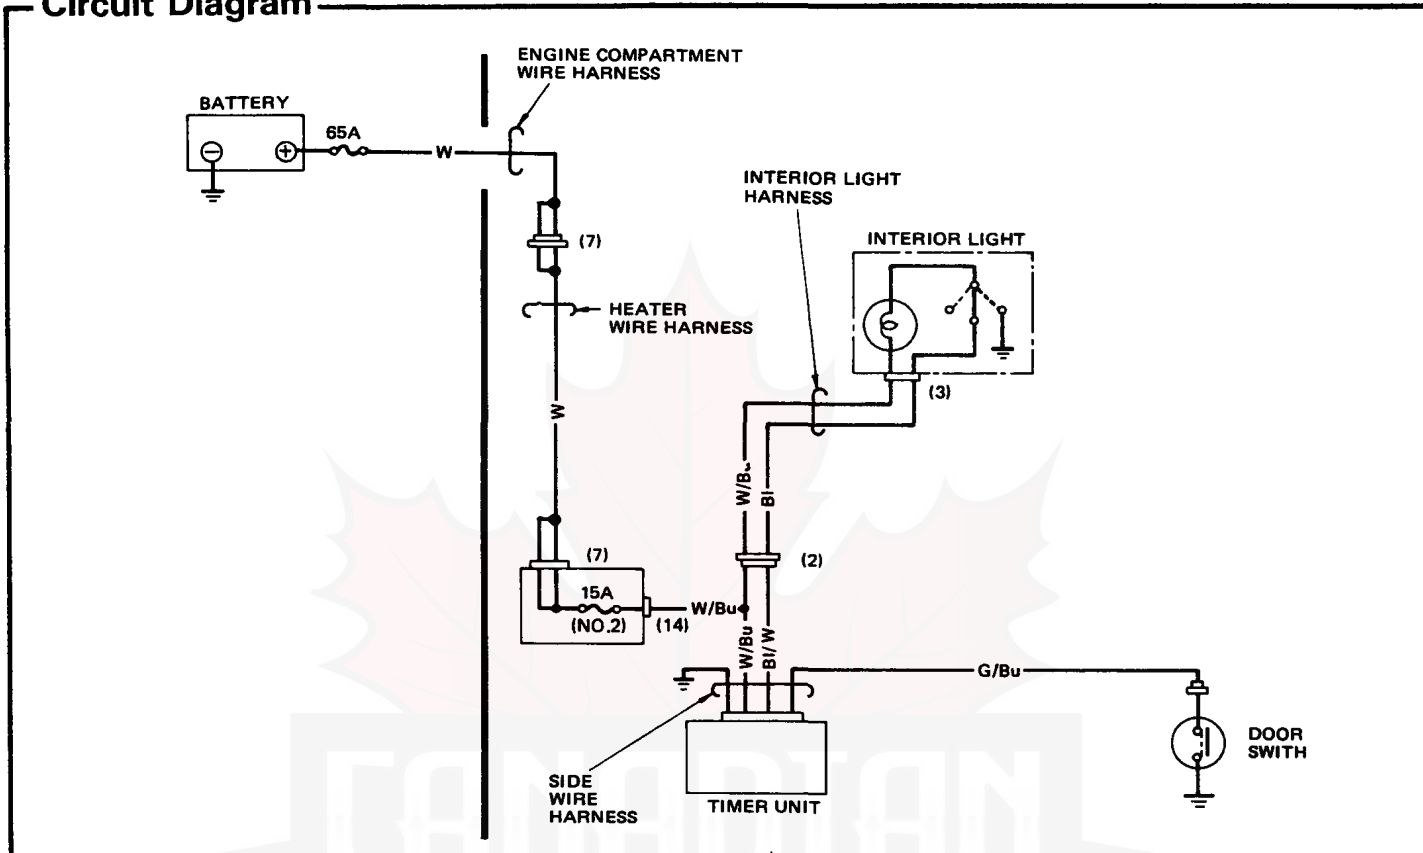 Circuit Diagram
ENGINE COMPARTMENT
WIRE HARNESS
BATTERY
65A
W
INTERIOR LIGHT
HARNESS
INTERIOR LIGHT
(7)
HEATER
WIRE HARNESS
(3)
W
W/Bu
Bl
(7)
(2)
15A
(NO.2)
(14)
W/Bu
W/Bu
Bl/W
G/Bu
DOOR
SWITH
SIDE
WIRE
HARNESS
TIMER UNIT
CANADIAN